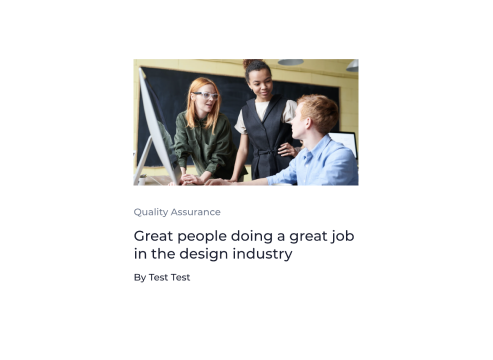 Quality Assurance
Great people doing a great job
in the design industry
By Test Test